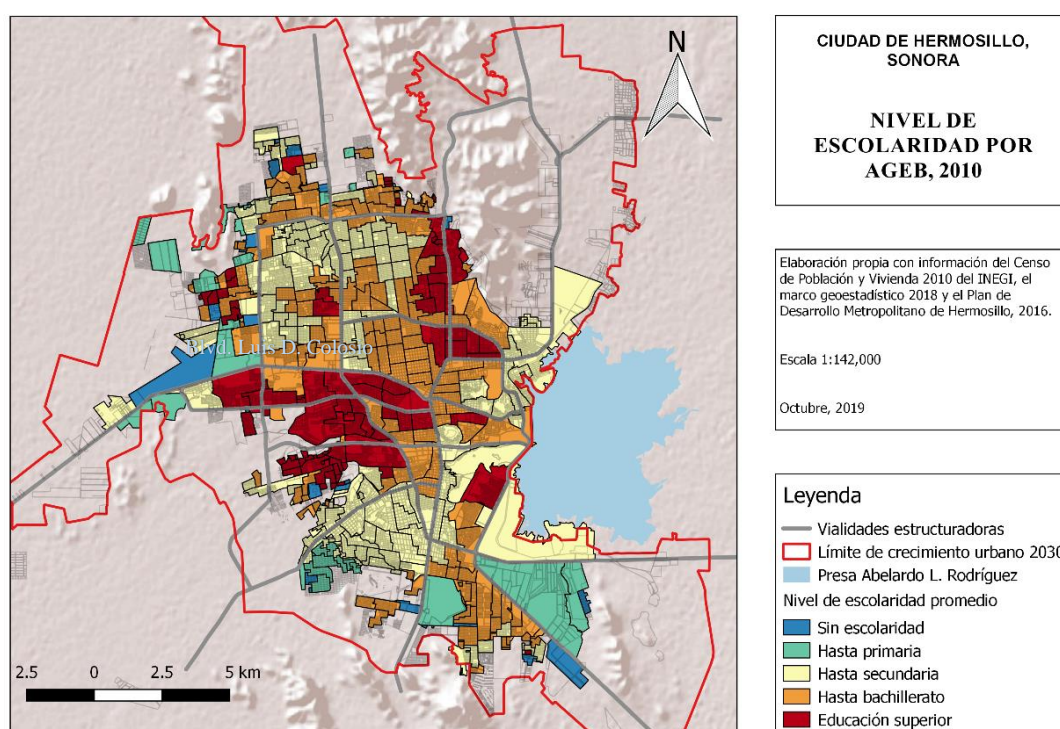 N
Blvd. Luis D. Colosio
2.5 0 2.5 5 km
CIUDAD DE HERMOSILLO,
SONORA
NIVEL DE
ESCOLARIDAD POR
AGEB, 2010
Elaboración propia con información del Censo
de Población y Vivienda 2010 del INEGI, el
marco geoestadístico 2018 y el Plan de
Desarrollo Metropolitano de Hermosillo, 2016.
Escala 1:142,000
Octubre, 2019
Leyenda
Vialidades estructuradoras
Límite de crecimiento urbano 2030
Presa Abelardo L. Rodríguez
Nivel de escolaridad promedio
Sin escolaridad
Hasta primaria
Hasta secundaria
Hasta bachillerato
Educación superior